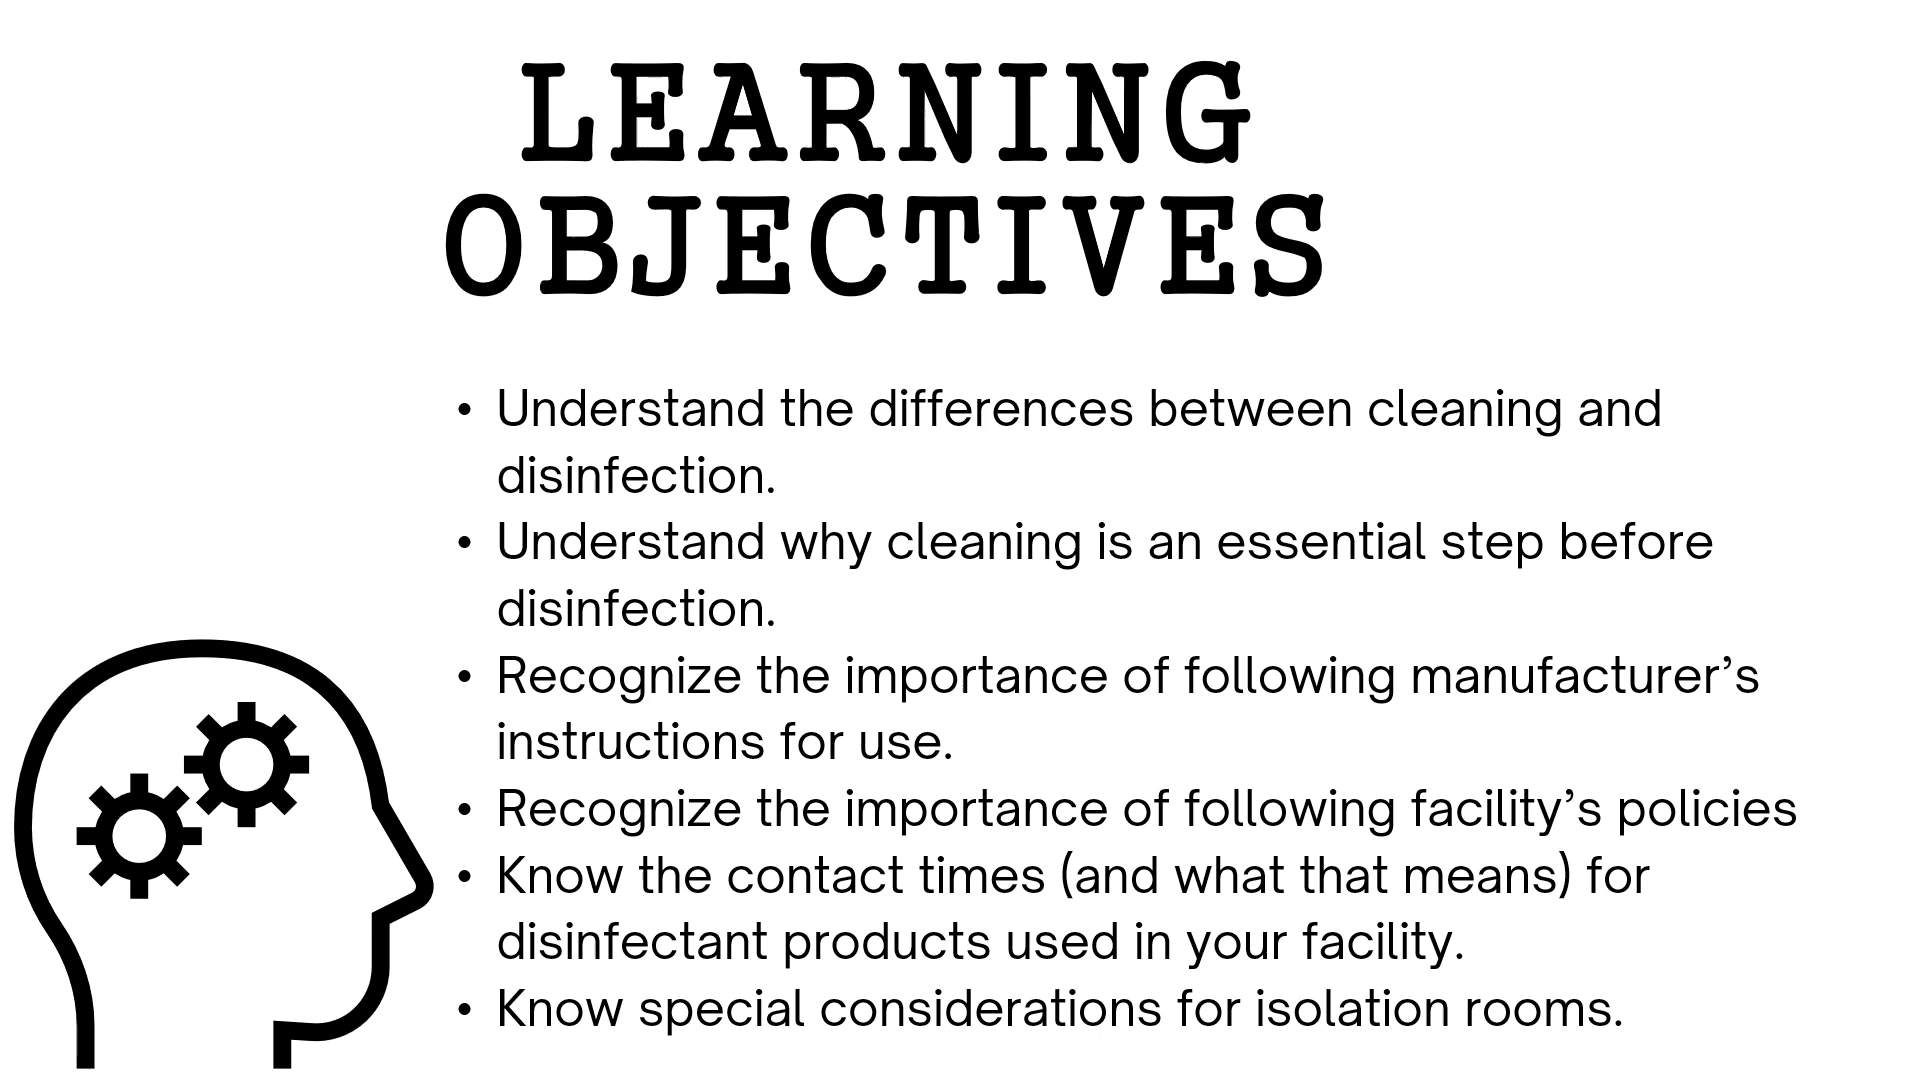 LEARNING
OBJECTIVES
• Understand the differences between cleaning and
disinfection.
• Understand why cleaning is an essential step before
disinfection.
• Recognize the importance of following manufacturer’s
instructions for use.
• Recognize the importance of following facility’s policies
• Know the contact times (and what that means) for
disinfectant products used in your facility.
• Know special considerations for isolation rooms.